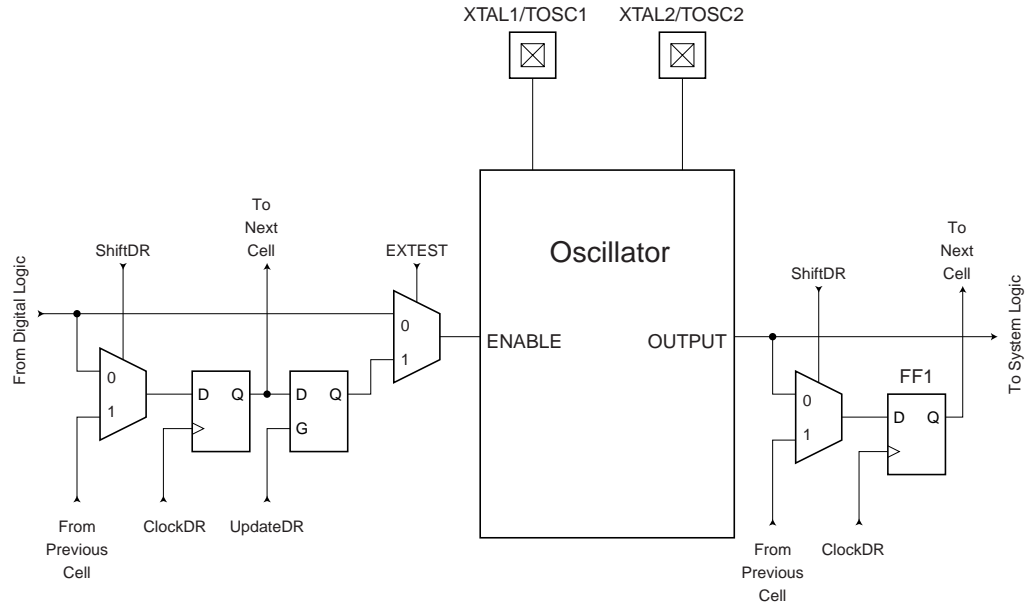 XTAL1/TOSC1
XTAL2/TOSC2
To
Next
Cell
ShiftDR
EXTEST
From Digital Logic
0
1
D Q
D Q
G
0
1
From
Previous
Cell
ClockDR
UpdateDR
Oscillator
ENABLE
OUTPUT
To
Next
Cell
ShiftDR
FF1
0
1
D Q
To System Logic
From
Previous
Cell
ClockDR